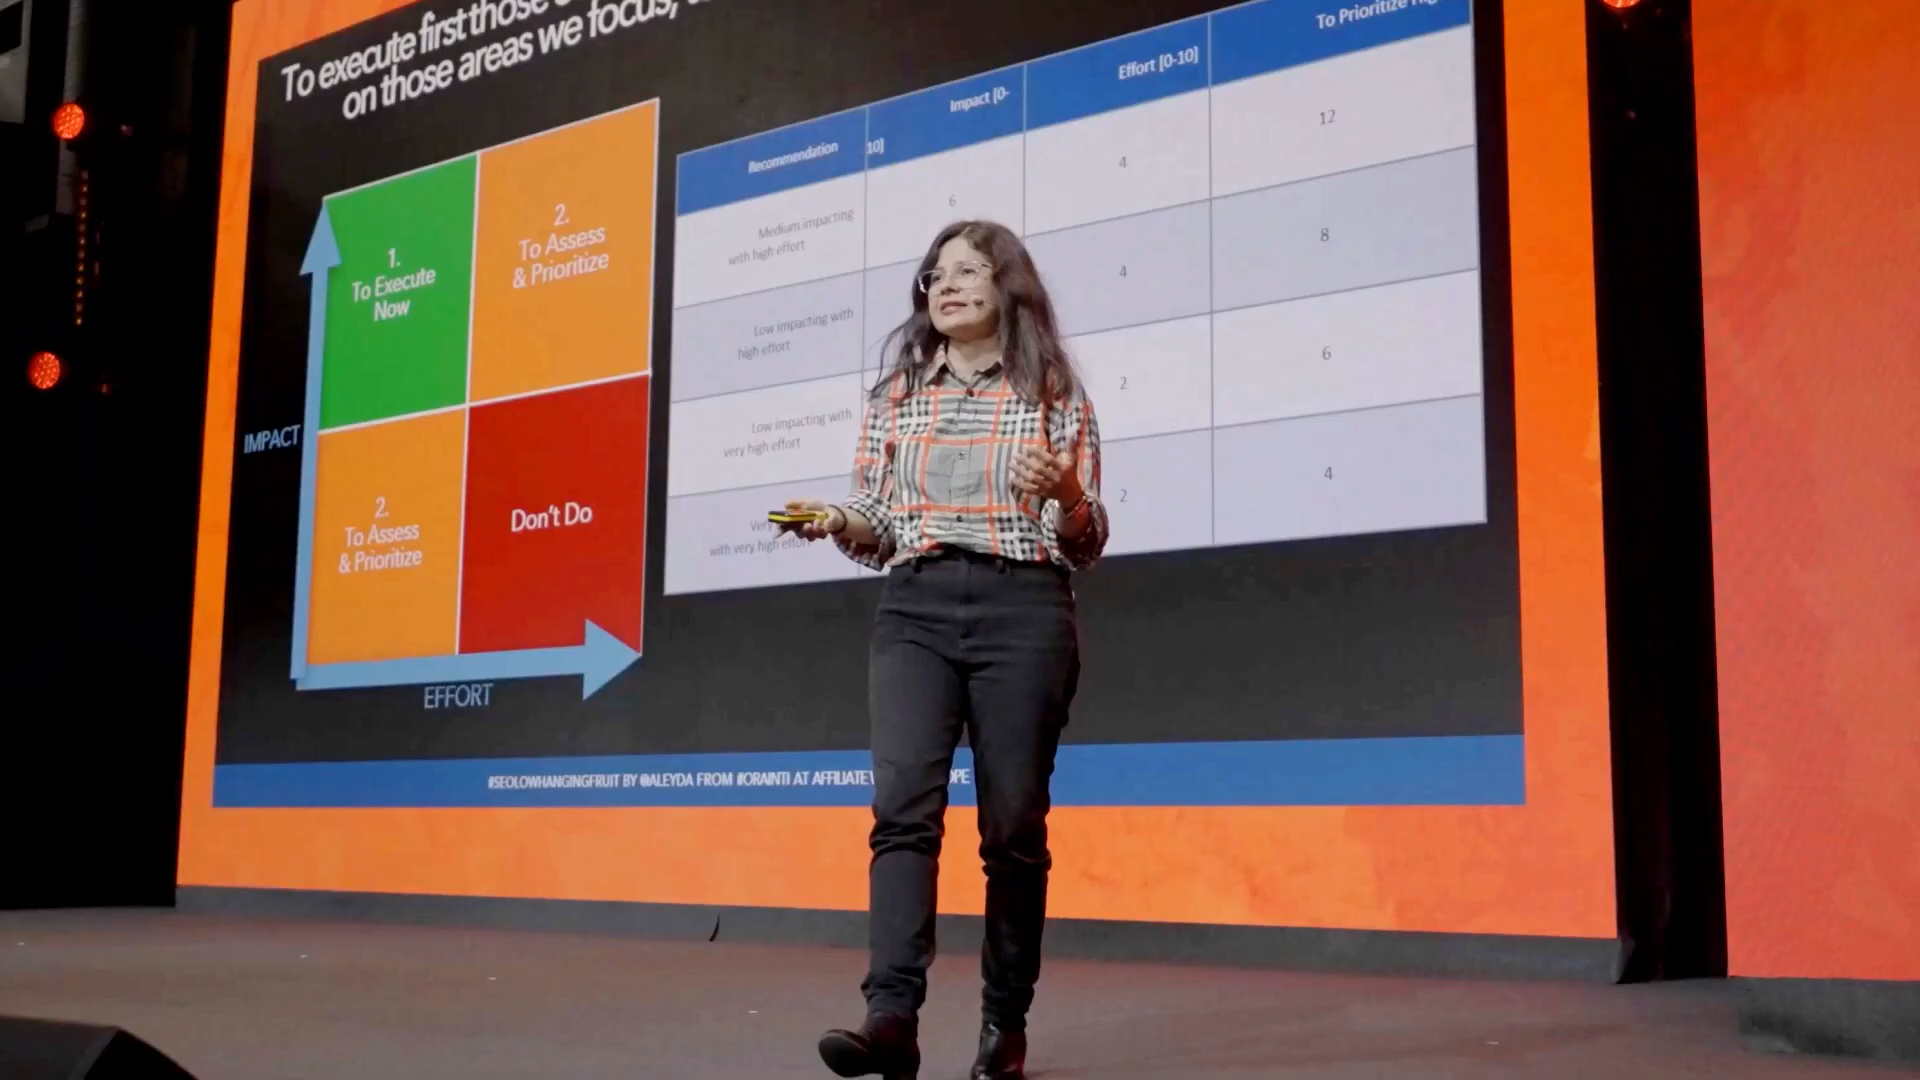 To execute first those
on those areas we focus,
1.
To Execute
Now
2.
To Assess
& Prioritize
2.
To Assess
& Prioritize
Don't Do
IMPACT
EFFORT
Recommendation
Impact [0-
10]
Effort [0-10]
To Prioritize
Medium impacting
with high effort
6
4
12
Low impacting with
high effort
4
8
Low impacting with
very high effort
2
6
Very
with very high effort
2
4
#SEOLOWHANGINGFRUIT BY @ALEYDA FROM #ORAINTI AT AFFILIATE